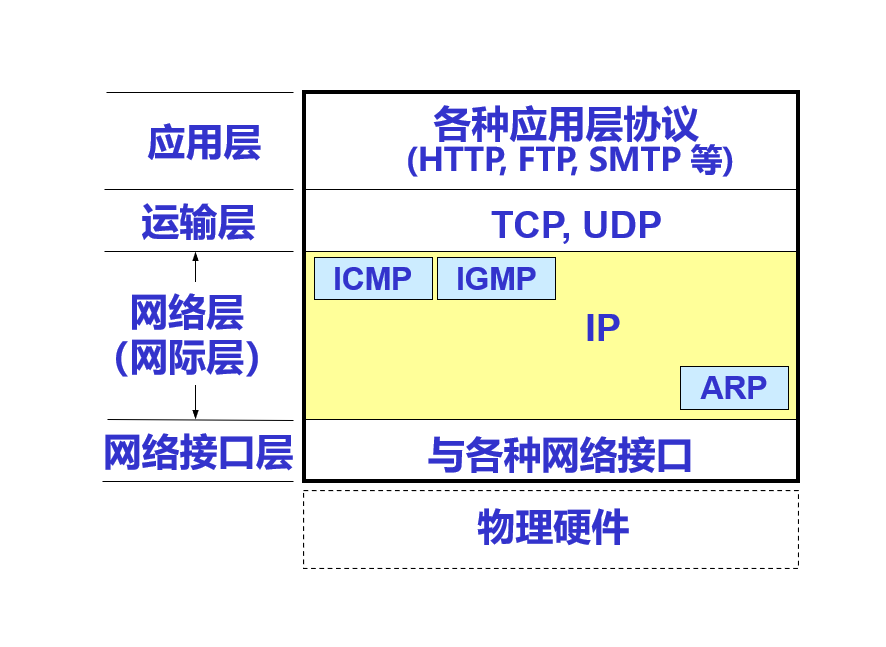 应用层
各种应用层协议
(HTTP, FTP, SMTP 等)
运输层
TCP, UDP
ICMP
IGMP
网络层
（网际层）
IP
ARP
网络接口层
与各种网络接口
物理硬件